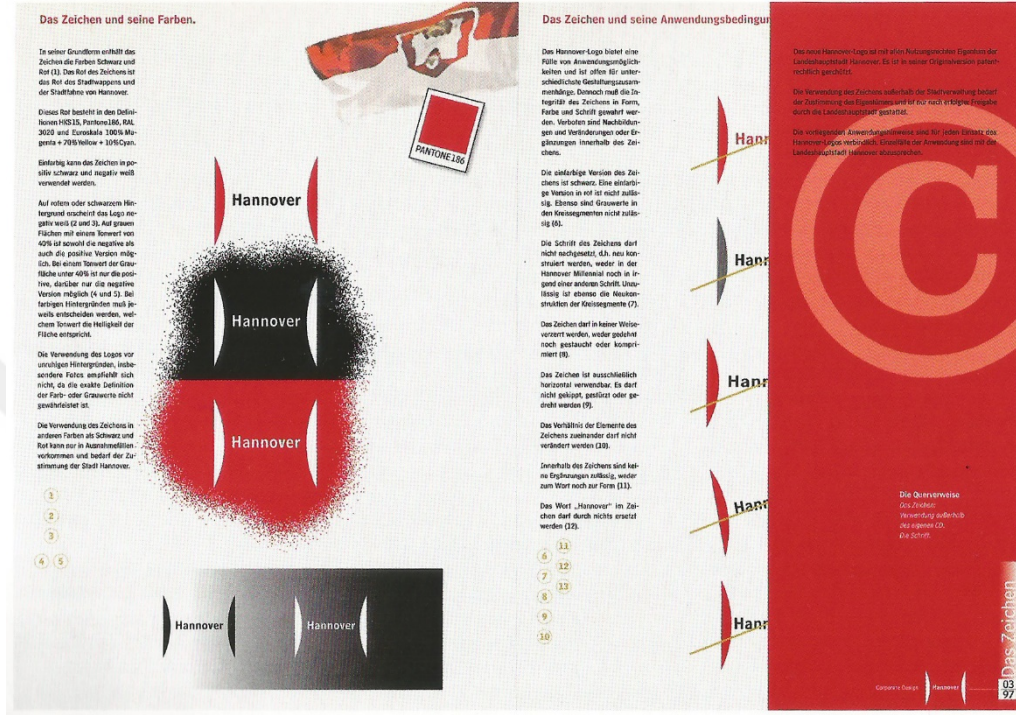 Das Zeichen und seine Farben.
In seiner Grundform enthält das
Zeichen die Farben Schwarz und
Rot (1). Das Rot des Zeichens ist
das Rot des Stadtwappens und
der Stadtfahne von Hannover.
Dieses Rot besteht in den Defini-
tionen HKS 15, Pantone 186, RAL
3020 und Euroskala 100% Ma-
genta + 70% Yellow + 10% Cyan.
Einfarbig kann das Zeichen in po-
sitiv schwarz und negativ weiß
verwendet werden.
Auf rotem oder schwarzem Hin-
tergrund erscheint das Logo ne-
gativ weiß (2 und 3). Auf grauen
Flächen mit einem Tonwert von
40% ist sowohl die negative als
auch die positive Version mög-
lich. Bei einem Tonwert der Grau-
fläche unter 40% ist nur die posi-
tive, darüber nur die negative
Version möglich (4 und 5). Bei
farbigen Hintergründen muß je-
weils entschieden werden, wel-
chem Tonwert die Helligkeit der
Fläche entspricht.
Die Verwendung des Logos vor
unruhigen Hintergründen, insbe-
sondere Fotos empfiehlt sich
nicht, da die exakte Definition
der Farb- oder Grauwerte nicht
gewährleistet ist.
Die Verwendung des Zeichens in
anderen Farben als Schwarz und
Rot kann nur in Ausnahmefällen
vorkommen und bedarf der Zu-
stimmung der Stadt Hannover.
1
2
3
4 5
PANTONE 186
Hannover
Hannover
Hannover
Hannover
Hannover
Das Zeichen und seine Anwendungsbedingun
Das Hannover-Logo bietet eine
Fülle von Anwendungsmöglich-
keiten und ist offen für unter-
schiedlichste Gestaltungszusam-
menhänge. Dennoch muß die In-
tegrität des Zeichens in Form,
Farbe und Schrift gewahrt wer-
den. Verboten sind Nachbildun-
gen und Veränderungen oder Er-
gänzungen innerhalb des Zei-
chens.
Die einfarbige Version des Zei-
chens ist schwarz. Eine einfarbi-
ge Version in rot ist nicht zuläs-
sig. Ebenso sind Grauwerte in
den Kreissegmenten nicht zuläs-
sig (6).
Die Schrift des Zeichens darf
nicht nachgesetzt, d.h. neu kon-
struiert werden, weder in der
Hannover Millennial noch in ir-
gend einer anderen Schrift. Unzu-
lässig ist ebenso die Neukon-
struktion der Kreissegmente (7).
Das Zeichen darf in keiner Weise
verzerrt werden, weder gedehnt
noch gestaucht oder kompri-
miert (8).
Das Zeichen ist ausschließlich
horizontal verwendbar. Es darf
nicht gekippt, gestürzt oder ge-
dreht werden (9).
Das Verhältnis der Elemente des
Zeichens zueinander darf nicht
verändert werden (10).
Innerhalb des Zeichens sind kei-
ne Ergänzungen zulässig, weder
zum Wort noch zur Form (11).
Das Wort „Hannover" im Zei-
chen darf durch nichts ersetzt
werden (12).
6 11
7 12
8 13
9
10
Hann
Hann
Hann
Hann
Hann
Das neue Hannover-Logo ist mit allen Nutzungsrechten Eigentum der
Landeshauptstadt Hannover. Es ist in seiner Originalversion patent-
rechtlich geschützt.
Die Verwendung des Zeichens außerhalb der Stadtverwaltung bedarf
der Zustimmung des Eigentümers und ist nur nach erfolgter Freigabe
durch die Landeshauptstadt gestattet.
Die vorliegenden Anwendungshinweise sind für jeden Einsatz des
Hannover-Logos verbindlich. Einzelfälle der Anwendung sind mit der
Landeshauptstadt Hannover abzusprechen.
©
Die Querverweise
Das Zeichen:
Verwendung außerhalb
des eigenen CD.
Die Schrift.
Das Zeichen
Corporate Design
Hannover
03
97